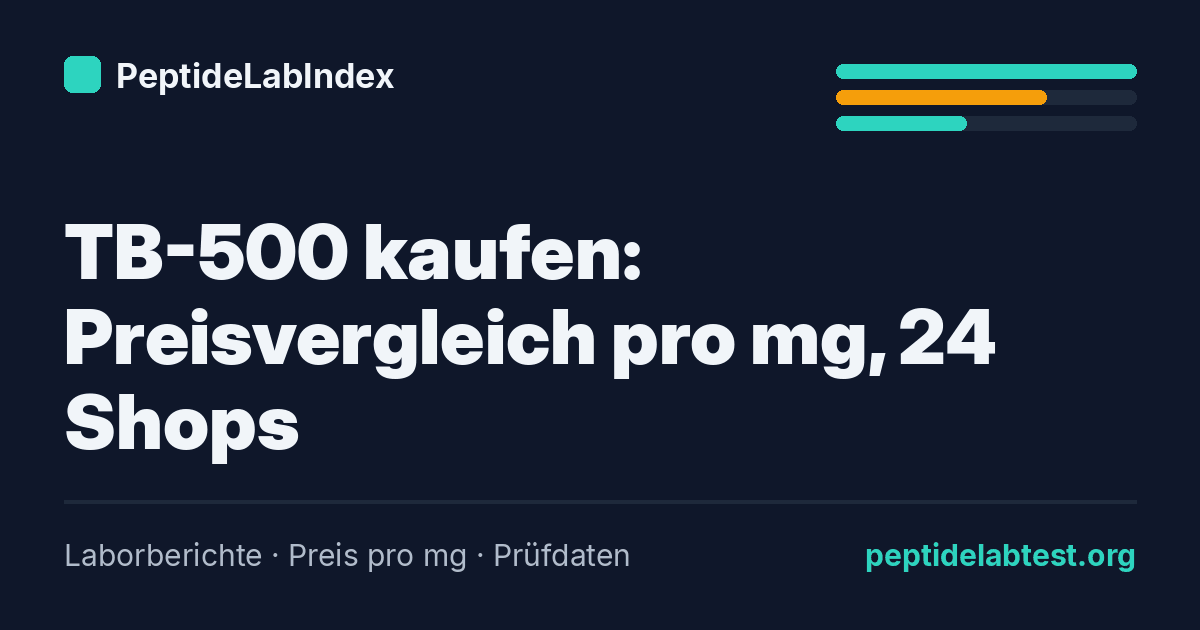 PeptideLabIndex
TB-500 kaufen:
Preisvergleich pro mg, 24
Shops
Laborberichte · Preis pro mg · Prüfdaten
peptidelabtest.org